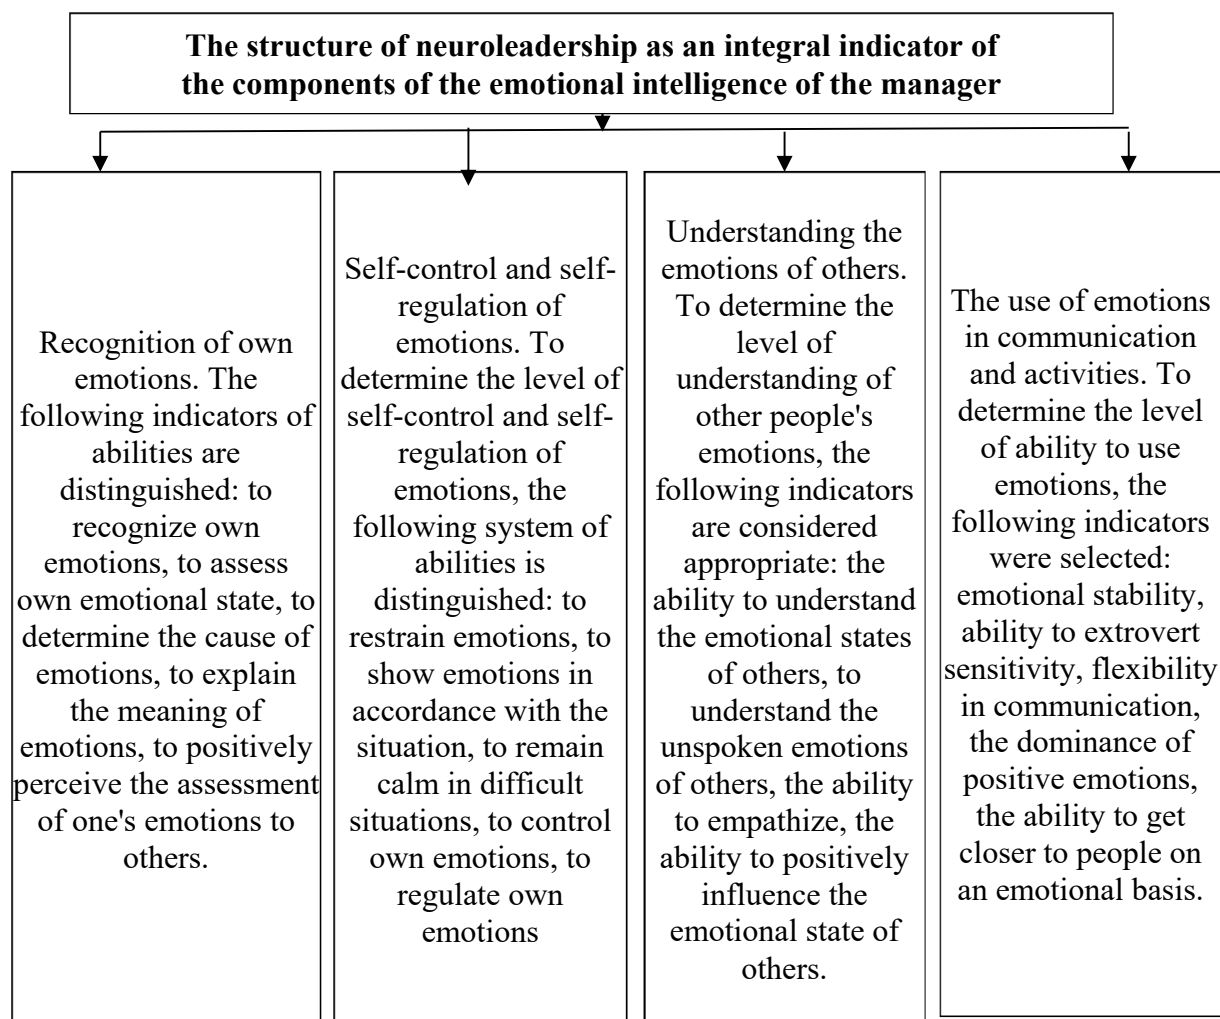 The structure of neuroleadership as an integral indicator of
the components of the emotional intelligence of the manager
Recognition of own
emotions. The
following indicators of
abilities are
distinguished: to
recognize own
emotions, to assess
own emotional state, to
determine the cause of
emotions, to explain
the meaning of
emotions, to positively
perceive the assessment
of one's emotions to
others.
Self-control and self-
regulation of
emotions. To
determine the level of
self-control and self-
regulation of
emotions, the
following system of
abilities is
distinguished: to
restrain emotions, to
show emotions in
accordance with the
situation, to remain
calm in difficult
situations, to control
own emotions, to
regulate own
emotions
Understanding the
emotions of others.
To determine the
level of
understanding of
other people's
emotions, the
following indicators
are considered
appropriate: the
ability to understand
the emotional states
of others, to
understand the
unspoken emotions
of others, the ability
to empathize, the
ability to positively
influence the
emotional state of
others.
The use of emotions
in communication
and activities. To
determine the level
of ability to use
emotions, the
following indicators
were selected:
emotional stability,
ability to extrovert
sensitivity, flexibility
in communication,
the dominance of
positive emotions,
the ability to get
closer to people on
an emotional basis.